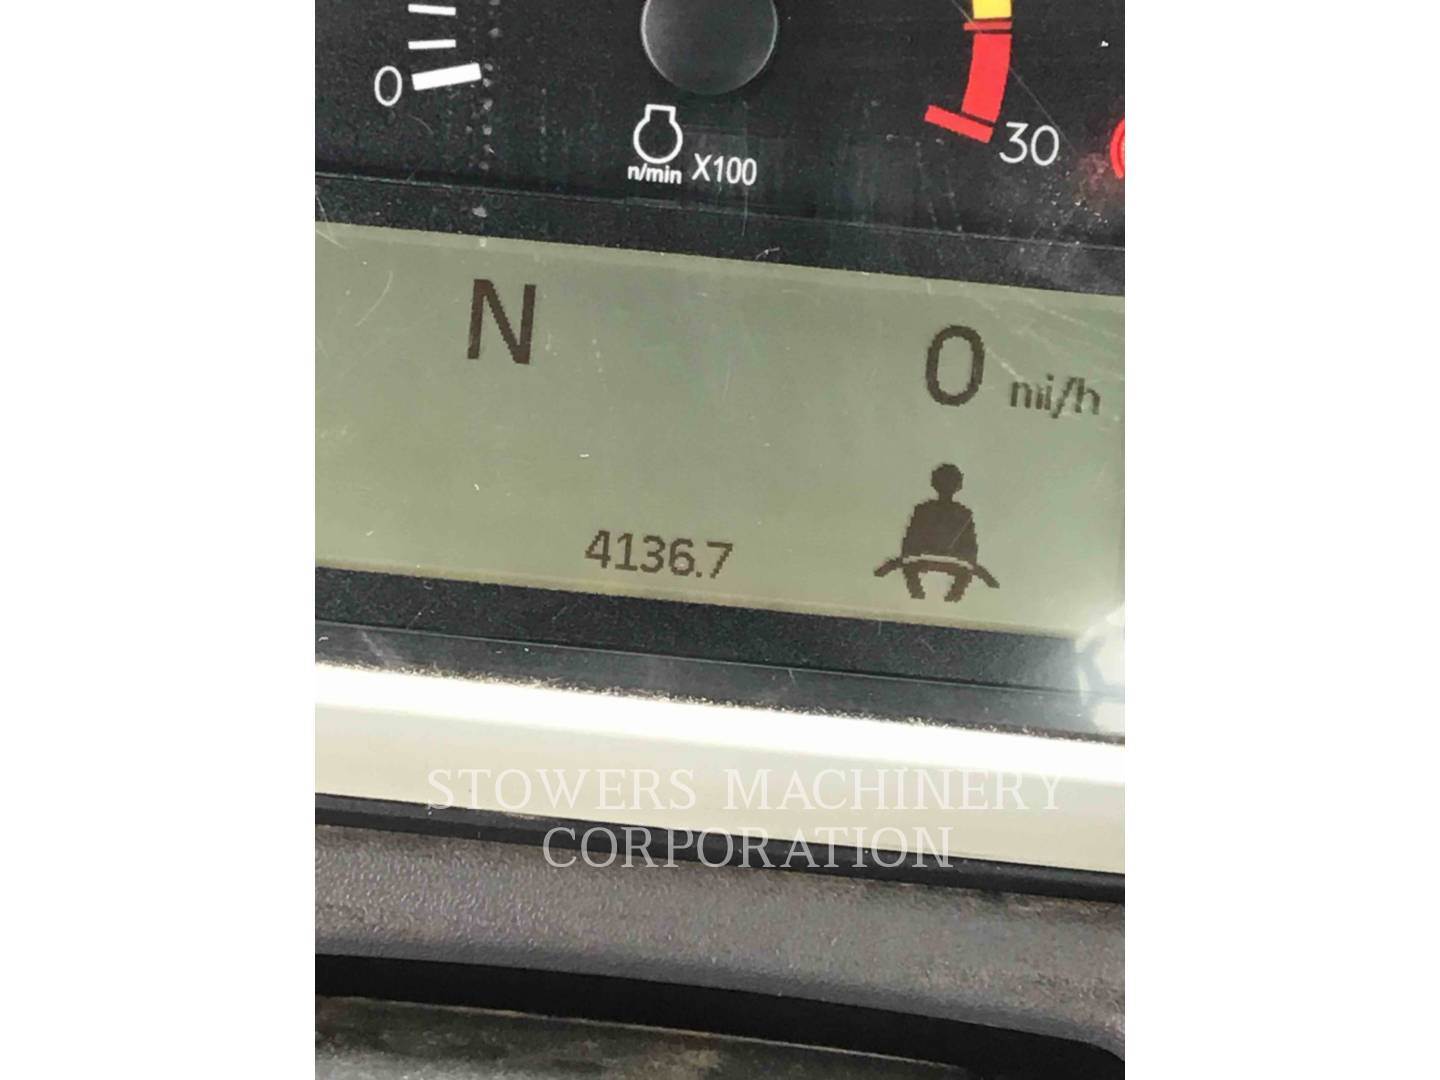 0
30
n/min X100
N
0 mi/h
4136.7
STOWERS MACHINERY
CORPORATION